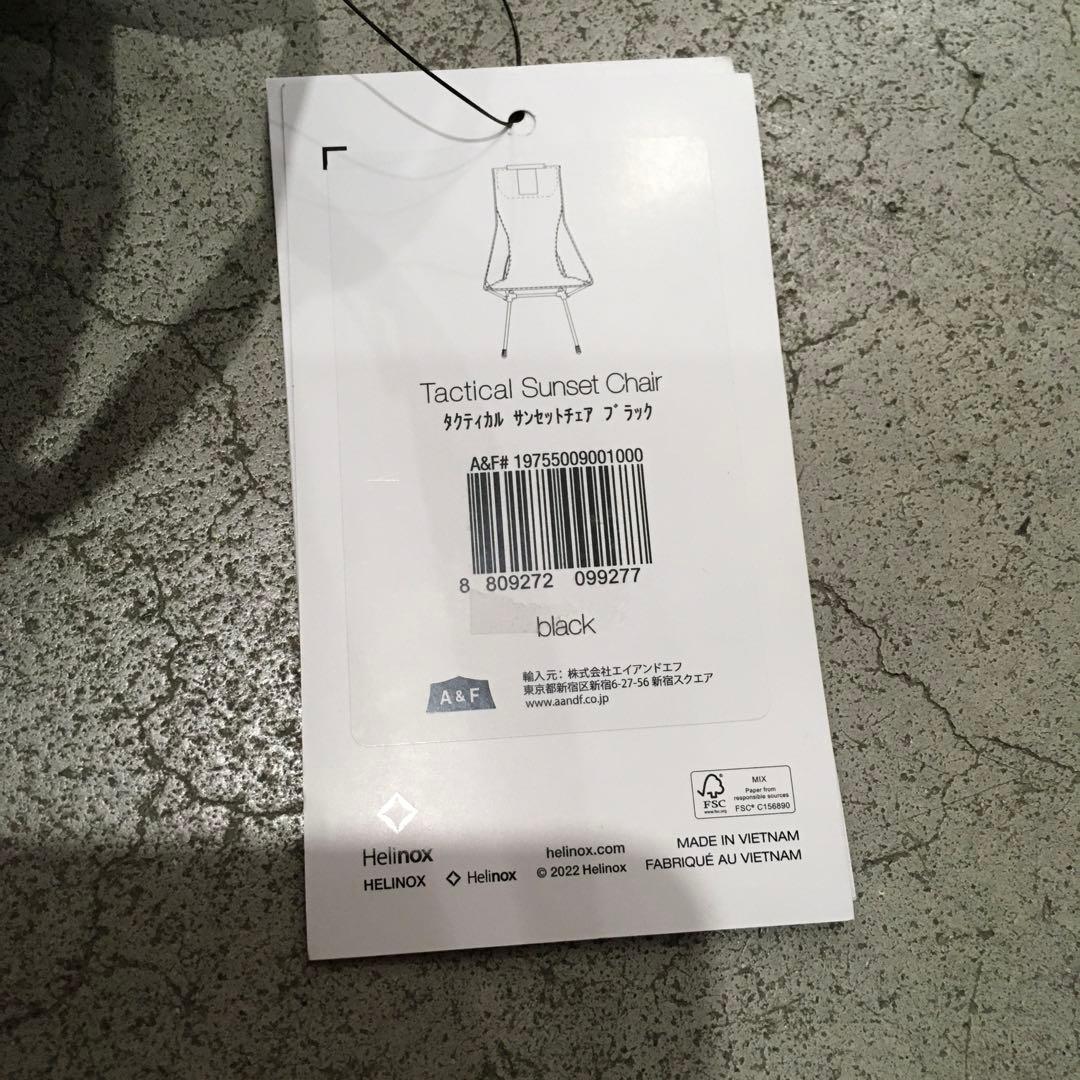 Tactical Sunset Chair
ﾀｸﾃｨｶﾙ ｻﾝｾｯﾄﾁｪｱ ﾌﾞﾗｯｸ
A&F# 19755009001000
8 809272 099277
black
A & F
輸入元：株式会社エイアンドエフ
東京都新宿区新宿6-27-56 新宿スクエア
www.aandf.co.jp
FSC
www.fsc.org
MIX
Paper from
responsible sources
FSC® C156890
Helinox
HELINOX
Helinox
helinox.com
© 2022 Helinox
MADE IN VIETNAM
FABRIQUÉ AU VIETNAM